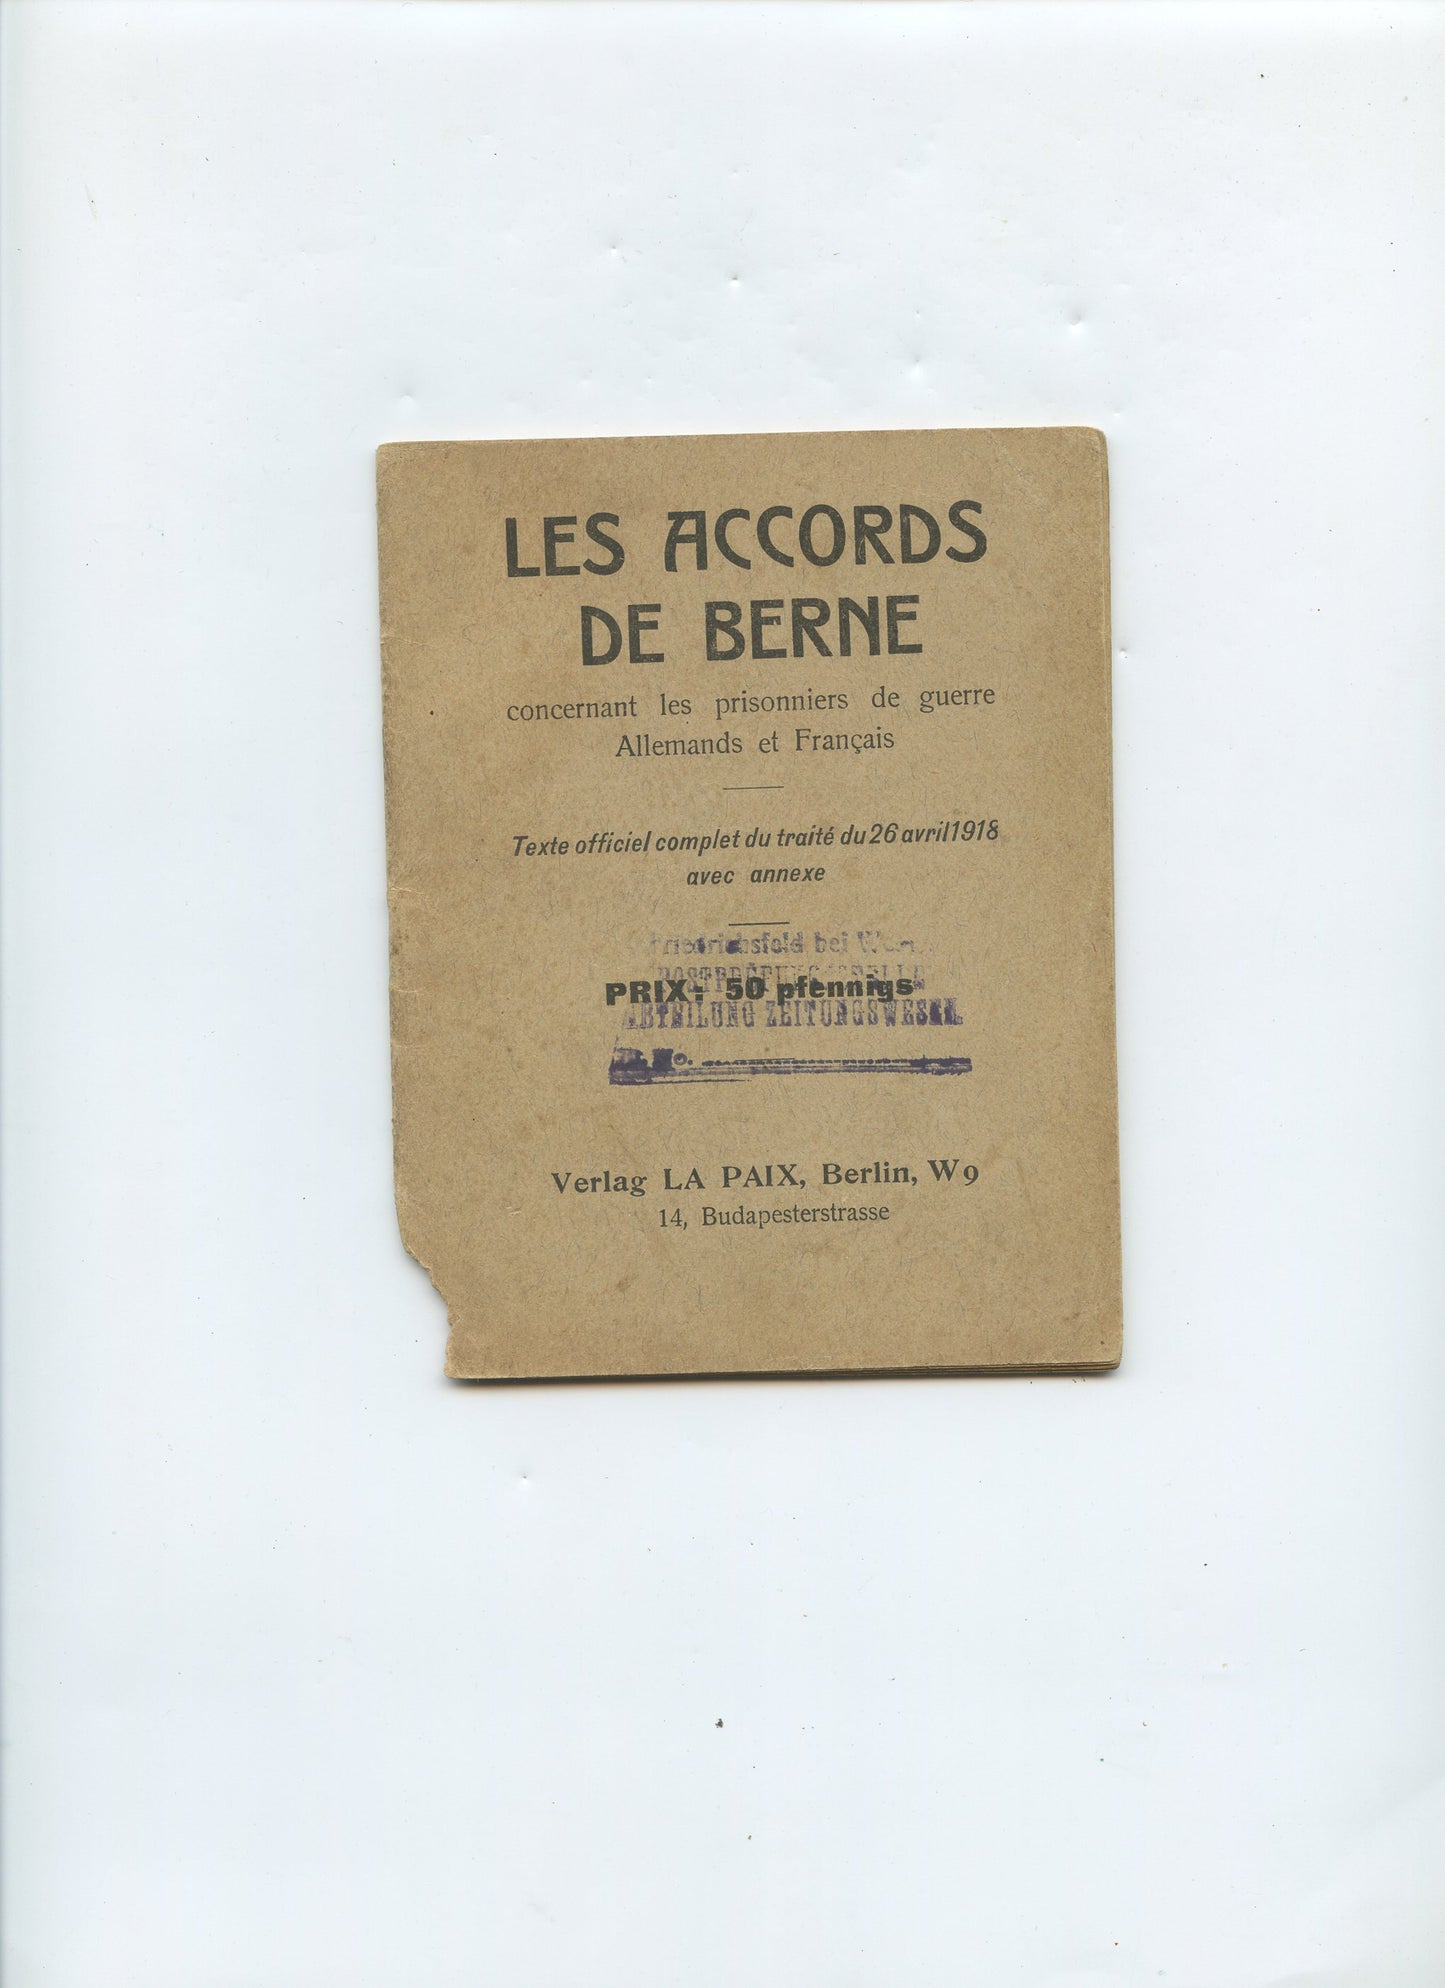 LES ACCORDS
DE BERNE
concernant les prisonniers de guerre
Allemands et Français
Texte officiel complet du traité du 26 avril 1918
avec annexe
Friedrichsfeld bei
PRIX: 50 pfennigs
ABTEILUNG ZEITUNGSWESEN
No.
Verlag LA PAIX, Berlin, W9
14, Budapesterstrasse